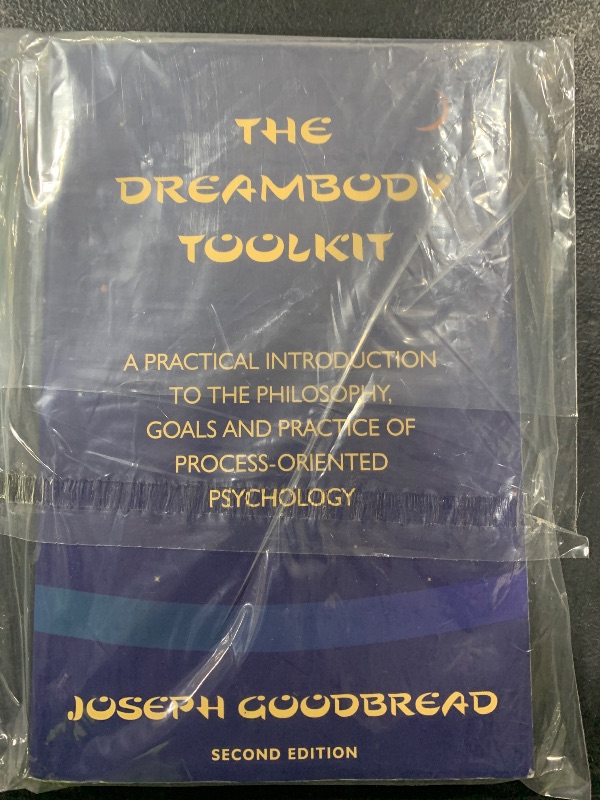 THE
DREAMBODY
TOOLKIT
A PRACTICAL INTRODUCTION
TO THE PHILOSOPHY,
GOALS AND PRACTICE OF
PROCESS-ORIENTED
PSYCHOLOGY
JOSEPH GOODBREAD
SECOND EDITION